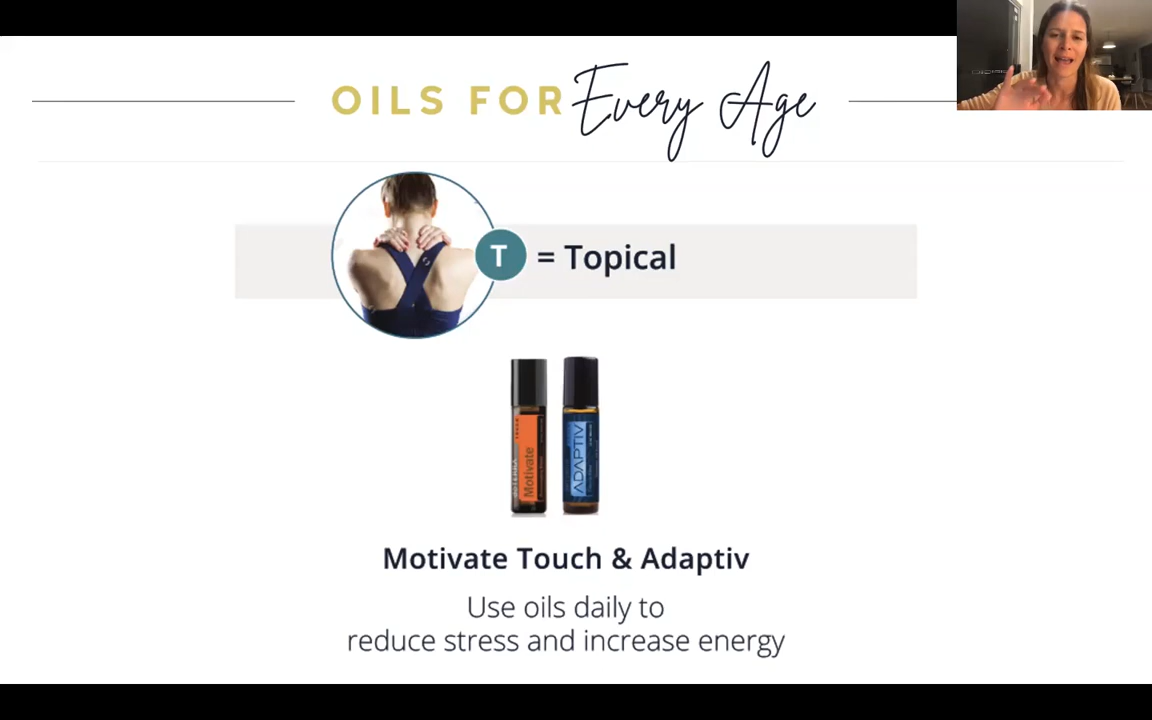 OILS FOR Every Age
T = Topical
dōTERRA Motivate
ADAPTIV
Motivate Touch & Adaptiv
Use oils daily to
reduce stress and increase energy